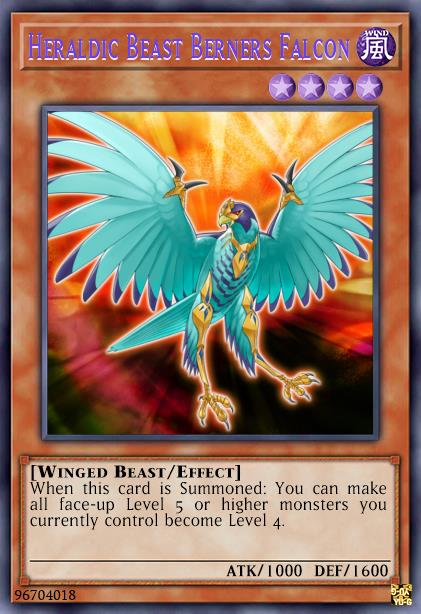 Heraldic Beast Berners Falcon
WIND
風
[Winged Beast/Effect]
When this card is Summoned: You can make
all face-up Level 5 or higher monsters you
currently control become Level 4.
ATK/1000 DEF/1600
96704018